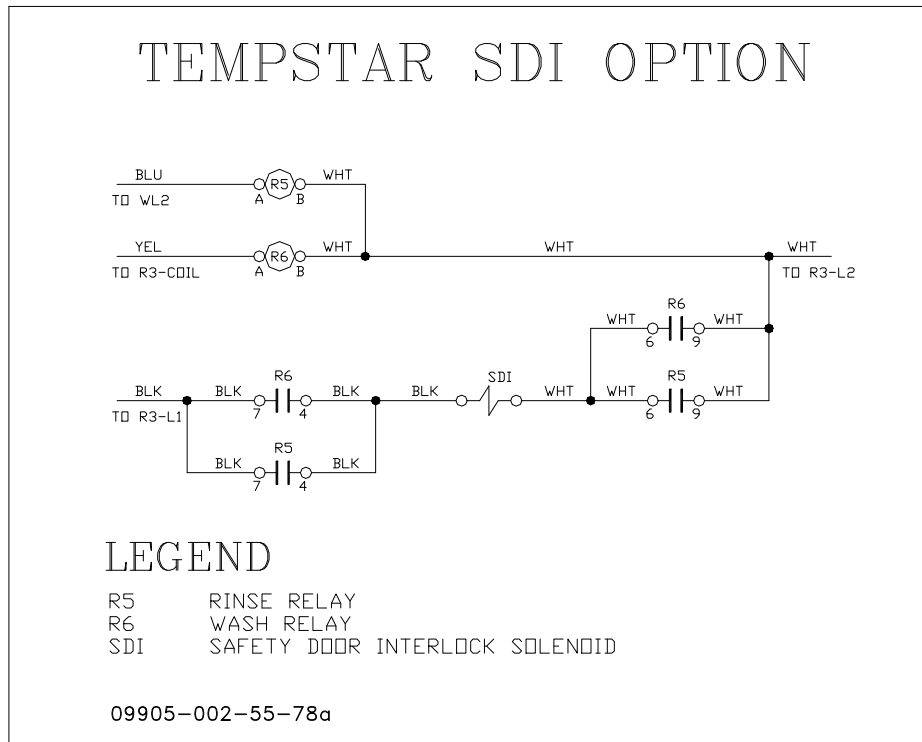 TEMPSTAR SDI OPTION
BLU R5 WHT
TO WL2 A B
YEL R6 WHT WHT WHT
TO R3-COIL A B TO R3-L2
R6
WHT WHT
6 9
R6 SDI R5
BLK BLK BLK BLK WHT WHT WHT
TO R3-L1 7 4 6 9
R5
BLK BLK
7 4
LEGEND
R5 RINSE RELAY
R6 WASH RELAY
SDI SAFETY DOOR INTERLOCK SOLENOID
09905-002-55-78a